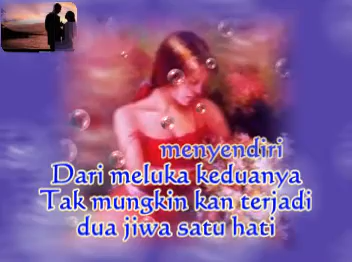 menyendiri
Dari meluka keduanya
Tak mungkin kan terjadi
dua jiwa satu hati